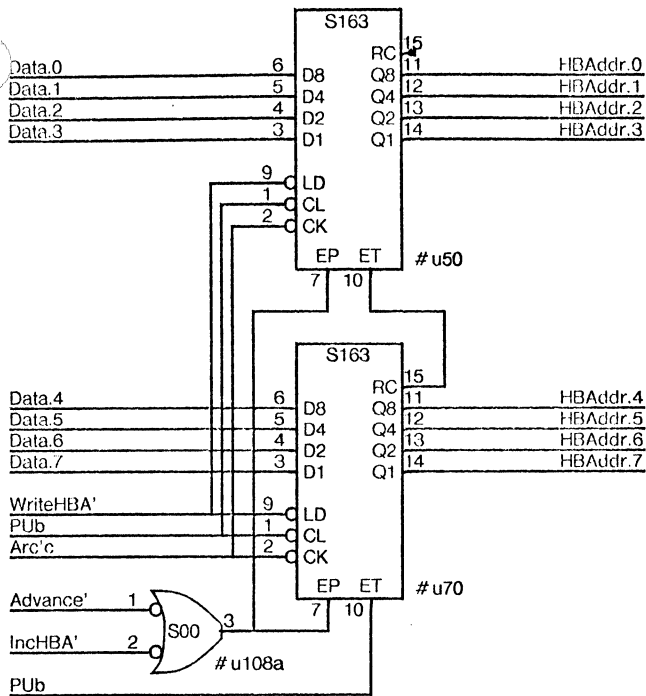 S163
RC 15
Data.0 6 D8 Q8 11 HBAddr.0
Data.1 5 D4 Q4 12 HBAddr.1
Data.2 4 D2 Q2 13 HBAddr.2
Data.3 3 D1 Q1 14 HBAddr.3
9 LD
1 CL
2 CK
EP ET # u50
7 10
S163
RC 15
Data.4 6 D8 Q8 11 HBAddr.4
Data.5 5 D4 Q4 12 HBAddr.5
Data.6 4 D2 Q2 13 HBAddr.6
Data.7 3 D1 Q1 14 HBAddr.7
WriteHBA' 9 LD
PUb 1 CL
Arc'c 2 CK
EP ET # u70
7 10
Advance' 1
S00 3
IncHBA' 2
# u108a
PUb